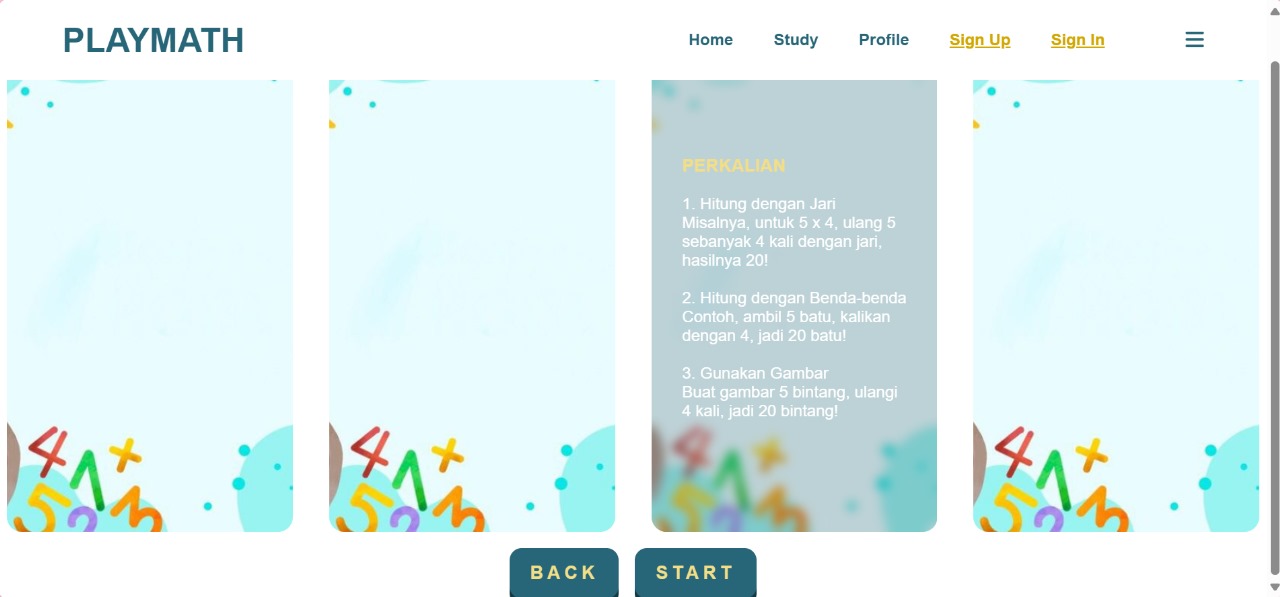 PLAYMATH
Home Study Profile Sign Up Sign In
PERKALIAN
1. Hitung dengan Jari
Misalnya, untuk 5 x 4, ulang 5
sebanyak 4 kali dengan jari,
hasilnya 20!
2. Hitung dengan Benda-benda
Contoh, ambil 5 batu, kalikan
dengan 4, jadi 20 batu!
3. Gunakan Gambar
Buat gambar 5 bintang, ulangi
4 kali, jadi 20 bintang!
BACK START